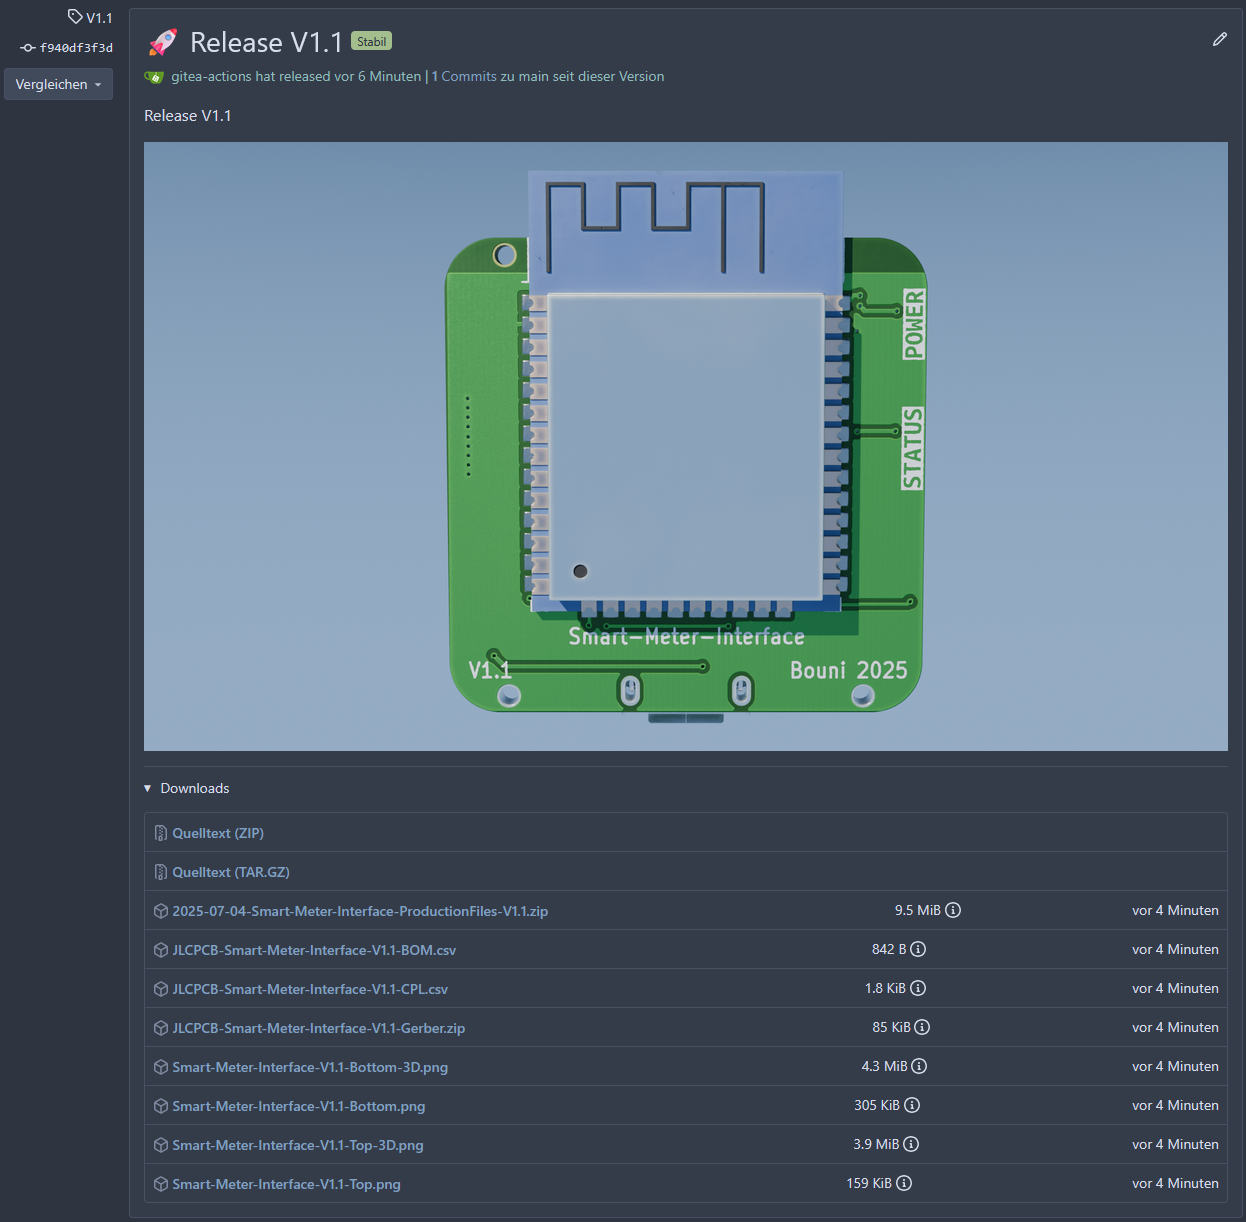 V1.1
f940df3f3d
Vergleichen
Release V1.1 Stabil
gitea-actions hat released vor 6 Minuten | 1 Commits zu main seit dieser Version
Release V1.1
POWER
STATUS
Smart-Meter-Interface
V1.1
Bouni 2025
Downloads
Quelltext (ZIP)
Quelltext (TAR.GZ)
2025-07-04-Smart-Meter-Interface-ProductionFiles-V1.1.zip 9.5 MiB vor 4 Minuten
JLCPCB-Smart-Meter-Interface-V1.1-BOM.csv 842 B vor 4 Minuten
JLCPCB-Smart-Meter-Interface-V1.1-CPL.csv 1.8 KiB vor 4 Minuten
JLCPCB-Smart-Meter-Interface-V1.1-Gerber.zip 85 KiB vor 4 Minuten
Smart-Meter-Interface-V1.1-Bottom-3D.png 4.3 MiB vor 4 Minuten
Smart-Meter-Interface-V1.1-Bottom.png 305 KiB vor 4 Minuten
Smart-Meter-Interface-V1.1-Top-3D.png 3.9 MiB vor 4 Minuten
Smart-Meter-Interface-V1.1-Top.png 159 KiB vor 4 Minuten